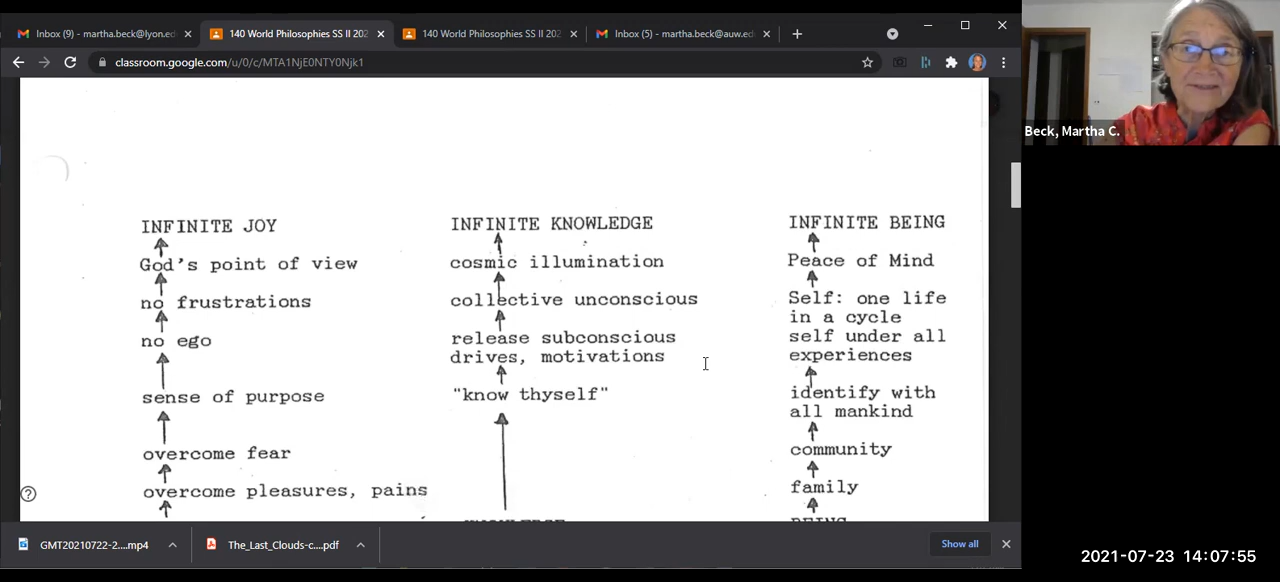 Inbox (9) - martha.beck@lyon.ed
140 World Philosophies SS II 202
140 World Philosophies SS II 202
Inbox (5) - martha.beck@auw.ed
classroom.google.com/u/0/c/MTA1NjE0NTY0Njk1
Beck, Martha C.
INFINITE JOY
God's point of view
no frustrations
no ego
sense of purpose
overcome fear
overcome pleasures, pains
INFINITE KNOWLEDGE
cosmic illumination
collective unconscious
release subconscious
drives, motivations
"know thyself"
INFINITE BEING
Peace of Mind
Self: one life
in a cycle
self under all
experiences
identify with
all mankind
community
family
GMT20210722-2....mp4
The_Last_Clouds-c....pdf
Show all
2021-07-23 14:07:55